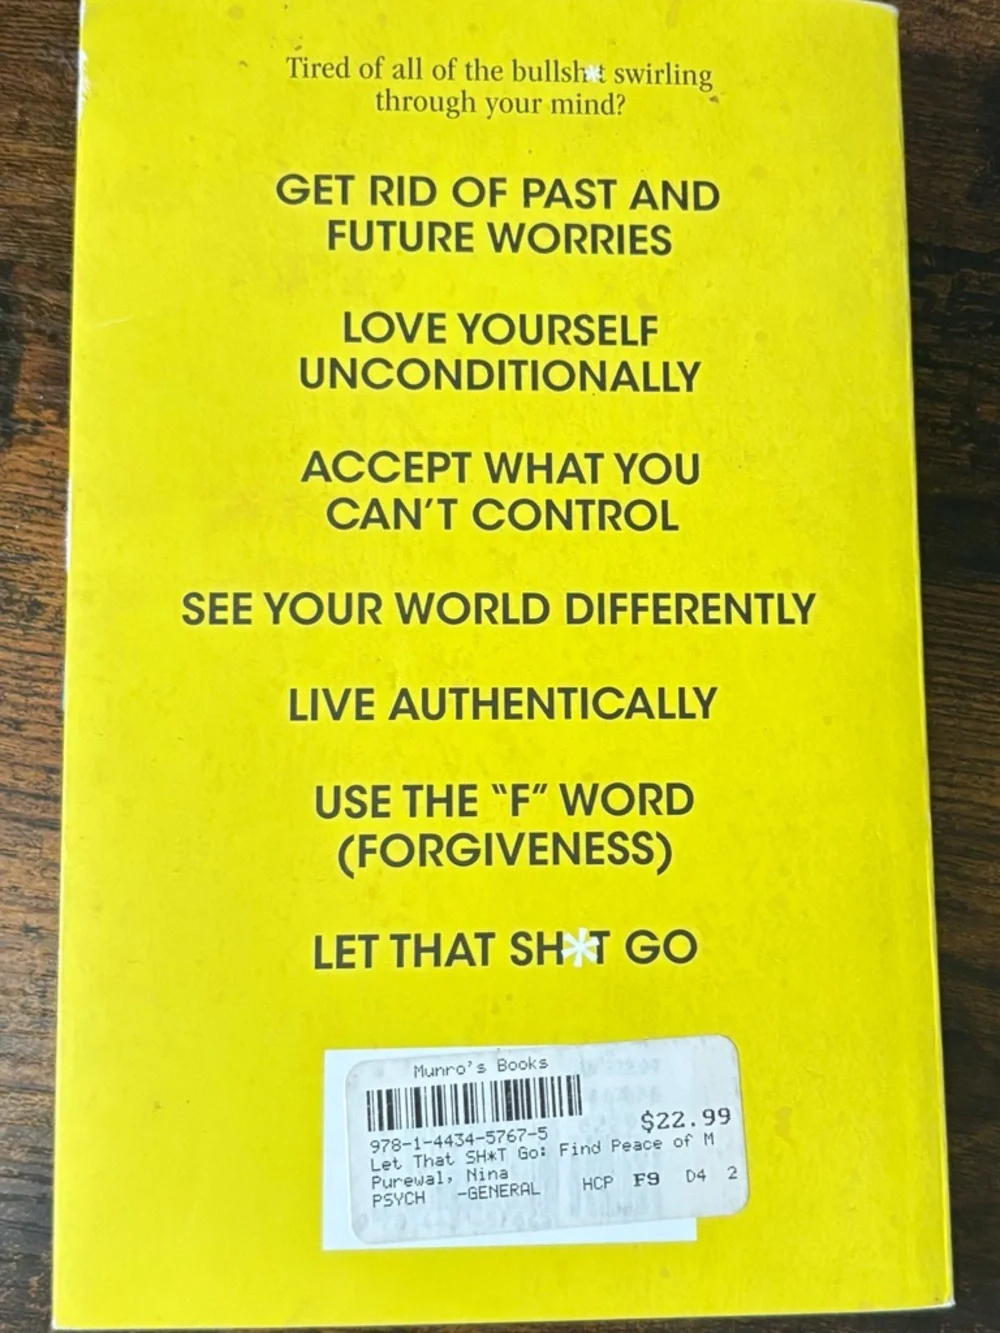 Tired of all of the bullsh*t swirling
through your mind?
GET RID OF PAST AND
FUTURE WORRIES
LOVE YOURSELF
UNCONDITIONALLY
ACCEPT WHAT YOU
CAN'T CONTROL
SEE YOUR WORLD DIFFERENTLY
LIVE AUTHENTICALLY
USE THE "F" WORD
(FORGIVENESS)
LET THAT SH*T GO
Munro's Books
$22.99
978-1-4434-5767-5
Let That SH*T Go: Find Peace of M
Purewal, Nina
PSYCH -GENERAL HCP F9 D4 2